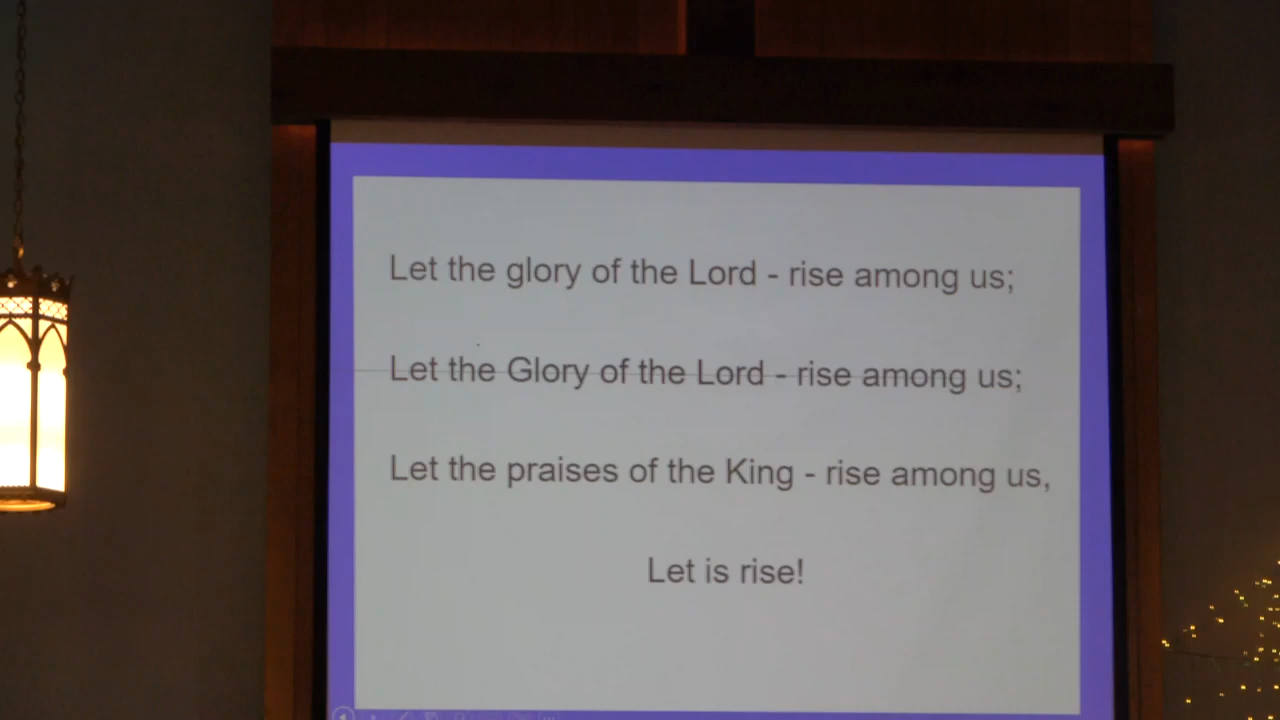 Let the glory of the Lord - rise among us;
Let the Glory of the Lord - rise among us;
Let the praises of the King - rise among us,
Let is rise!